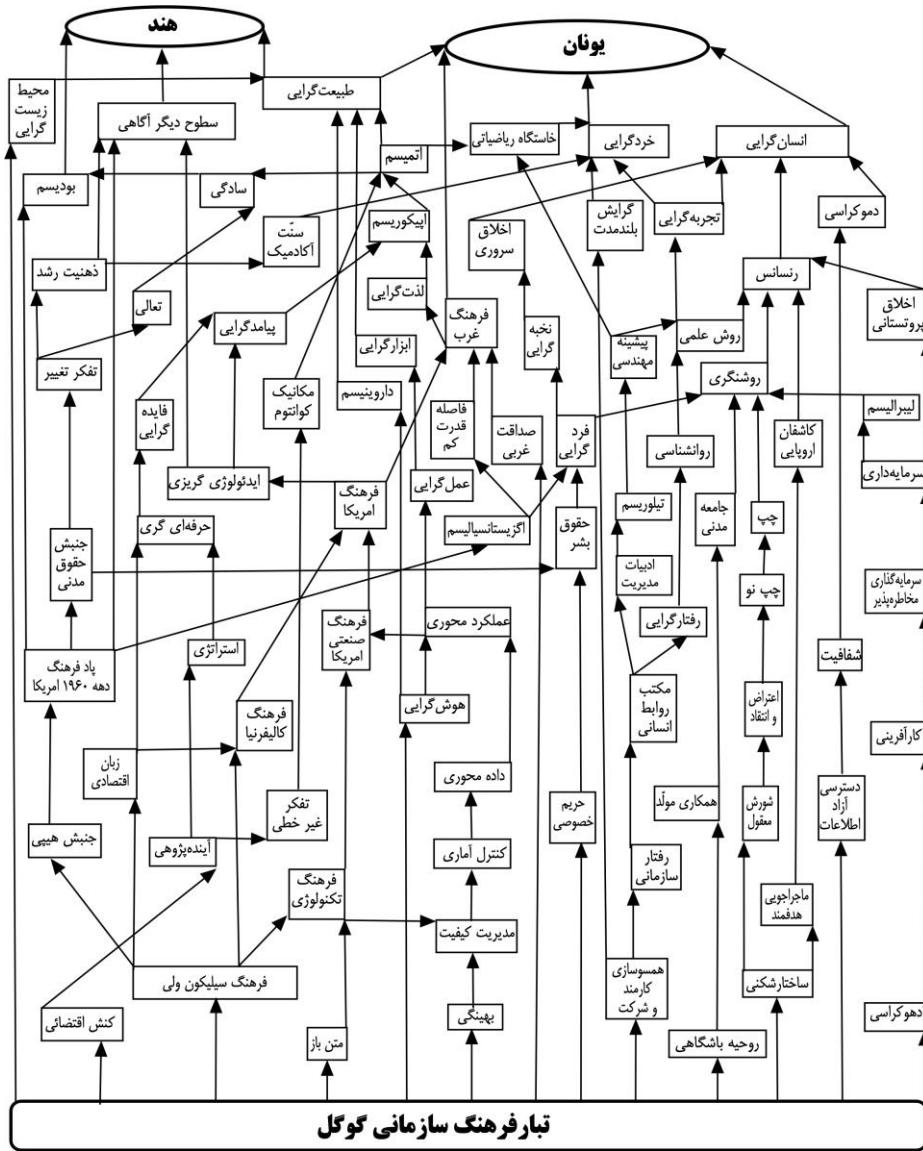 هند
یونان
محیط
زیست
گرایی
طبیعت‌گرایی
سطوح دیگر آگاهی
خاستگاه ریاضیاتی
خردگرایی
انسان‌گرایی
اتمیسم
بودیسم
سادگی
سنّت
آکادمیک
اپیکوریسم
اخلاق
سروری
گرایش
بلندمدت
تجربه‌گرایی
دموکراسی
ذهنیت رشد
تعالی
لذت‌گرایی
رنسانس
اخلاق
پروتستانی
پیامدگرایی
فرهنگ
غرب
نخبه
گرایی
پیشینه
مهندسی
روش علمی
تفکر تغییر
ابزارگرایی
روشنگری
مکانیک
کوانتوم
داروینیسم
فایده
گرایی
فاصله
قدرت
کم
صداقت
غربی
فرد
گرایی
روانشناسی
کاشفان
اروپایی
لیبرالیسم
ایدئولوژی گریزی
فرهنگ
امریکا
عمل‌گرایی
تیلوریسم
سرمایه‌داری
حرفه‌ای گری
اگزیستانسیالیسم
حقوق
بشر
جامعه
مدنی
چپ
جنبش
حقوق
مدنی
ادبیات
مدیریت
چپ نو
سرمایه‌گذاری
مخاطره‌پذیر
فرهنگ
صنعتی
امریکا
عملکرد محوری
رفتارگرایی
استراتژی
شفافیت
پاد فرهنگ
دهه ۱۹۶۰ امریکا
فرهنگ
کالیفرنیا
هوش‌گرایی
مکتب
روابط
انسانی
اعتراض
و انتقاد
زبان
اقتصادی
کارآفرینی
داده محوری
تفکر
غیر خطی
حریم
خصوصی
همکاری مولّد
شورش
معقول
دسترسی
آزاد
اطلاعات
جنبش هیپی
آینده‌پژوهی
کنترل آماری
رفتار
سازمانی
فرهنگ
تکنولوژی
ماجراجویی
هدفمند
مدیریت کیفیت
فرهنگ سیلیکون ولی
همسوسازی
کارمند
و شرکت
ساختارشکنی
کنش اقتضائی
بهینگی
متن باز
روحیه باشگاهی
دهوکراسی
تبارفرهنگ سازمانی گوگل